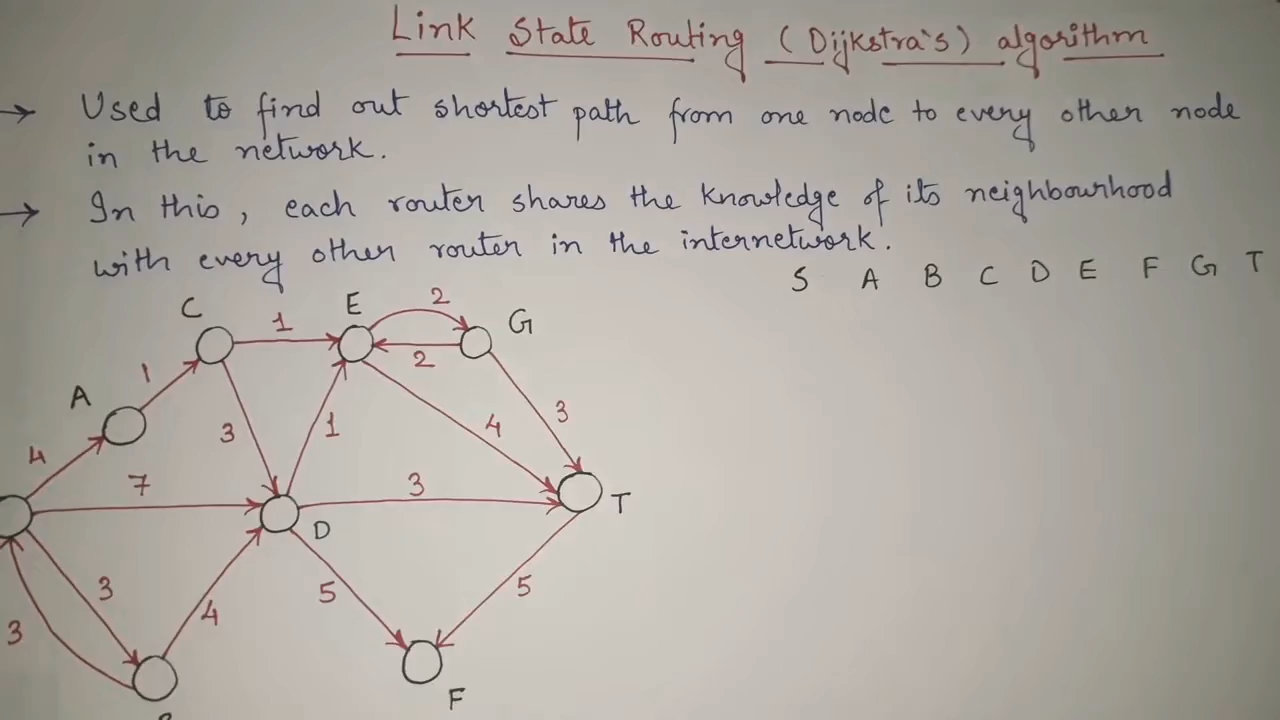 Link State Routing (Dijkstra's) algorithm
→ Used to find out shortest path from one node to every other node
in the network.
→ In this, each router shares the knowledge of its neighbourhood
with every other router in the internetwork.
S A B C D E F G T
C 1 E 2 G
2
A 1
3 1 4 3
4
7 3 T
D
3 4 5 5
3
F